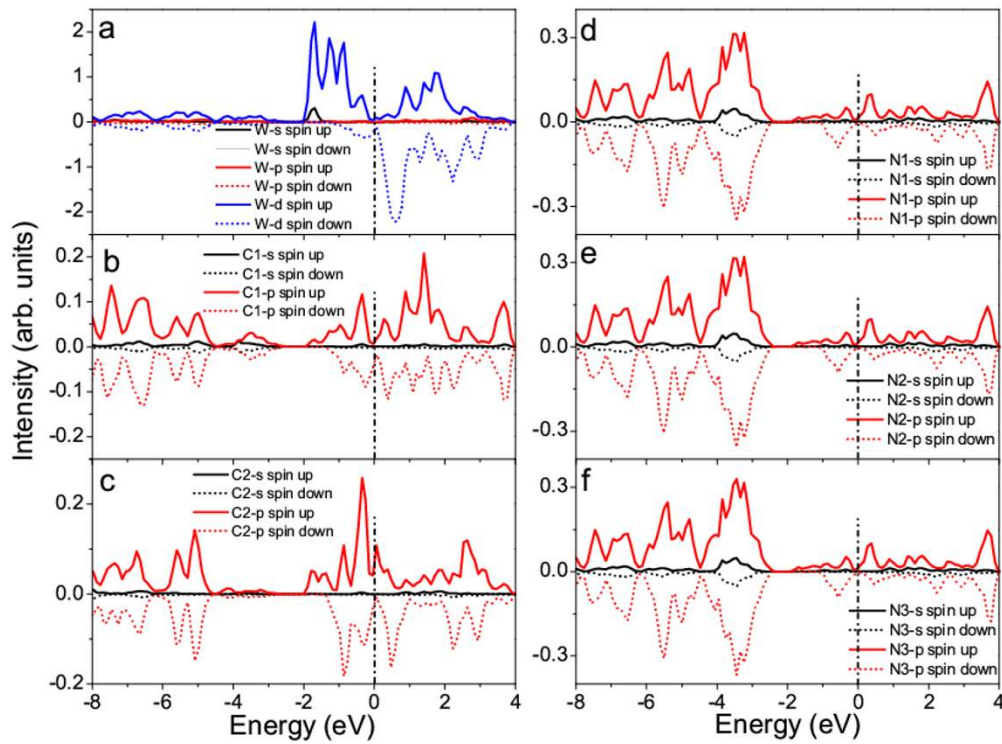 Intensity (arb. units)
a
2
1
0
-1
-2
W-s spin up
W-s spin down
W-p spin up
W-p spin down
W-d spin up
W-d spin down
b
0.2
0.1
0.0
-0.1
-0.2
C1-s spin up
C1-s spin down
C1-p spin up
C1-p spin down
c
0.2
0.0
-0.2
C2-s spin up
C2-s spin down
C2-p spin up
C2-p spin down
-8 -6 -4 -2 0 2 4
Energy (eV)
d
0.3
0.0
-0.3
N1-s spin up
N1-s spin down
N1-p spin up
N1-p spin down
e
0.3
0.0
-0.3
N2-s spin up
N2-s spin down
N2-p spin up
N2-p spin down
f
0.3
0.0
-0.3
N3-s spin up
N3-s spin down
N3-p spin up
N3-p spin down
-8 -6 -4 -2 0 2 4
Energy (eV)